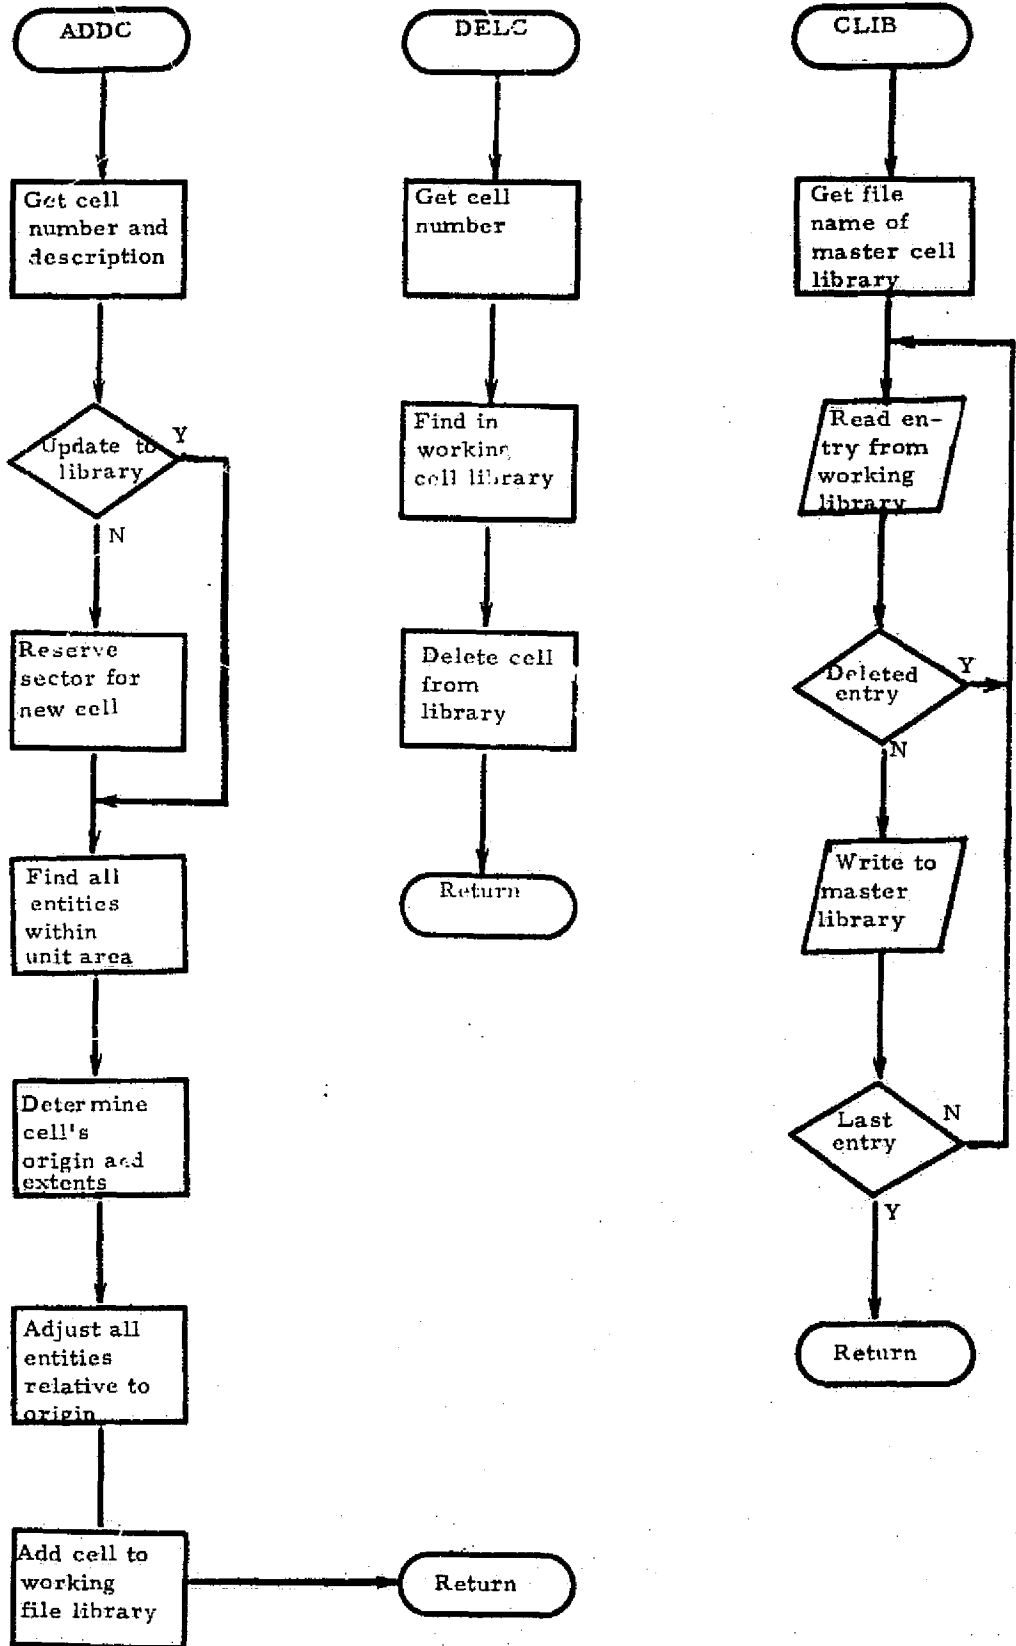 ADDC
Get cell
number and
description
Update to
library
Y
N
Reserve
sector for
new cell
Find all
entities
within
unit area
Determine
cell's
origin and
extents
Adjust all
entities
relative to
origin
Add cell to
working
file library
Return
DELC
Get cell
number
Find in
working
cell library
Delete cell
from
library
Return
CLIB
Get file
name of
master cell
library
Read en-
try from
working
library
Deleted
entry
Y
N
Write to
master
library
Last
entry
N
Y
Return